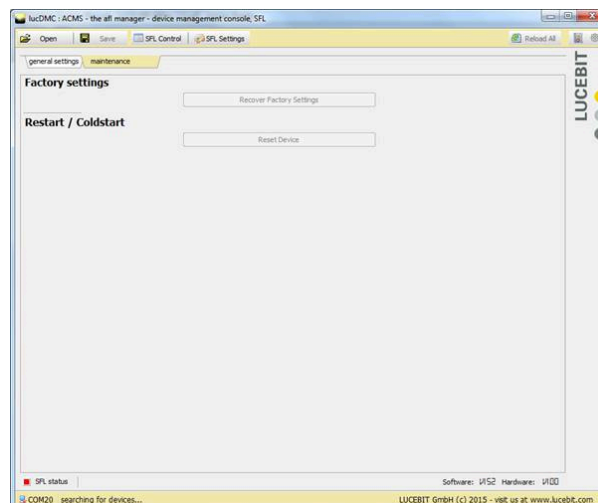 lucDMC : ACMS - the afl manager - device management console, SFL
Open Save SFL Control SFL Settings Reload All
general settings maintenance
Factory settings
Recover Factory Settings
Restart / Coldstart
Reset Device
LUCEBIT
SFL status Software: V152 Hardware: V100
COM20 searching for devices... LUCEBIT GmbH (c) 2015 - visit us at www.lucebit.com